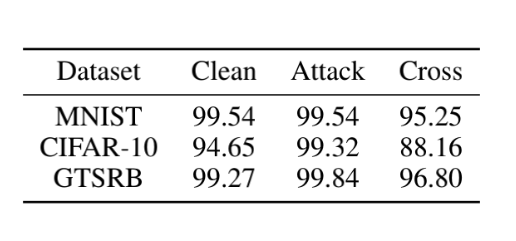 Dataset Clean Attack Cross
MNIST 99.54 99.54 95.25
CIFAR-10 94.65 99.32 88.16
GTSRB 99.27 99.84 96.80